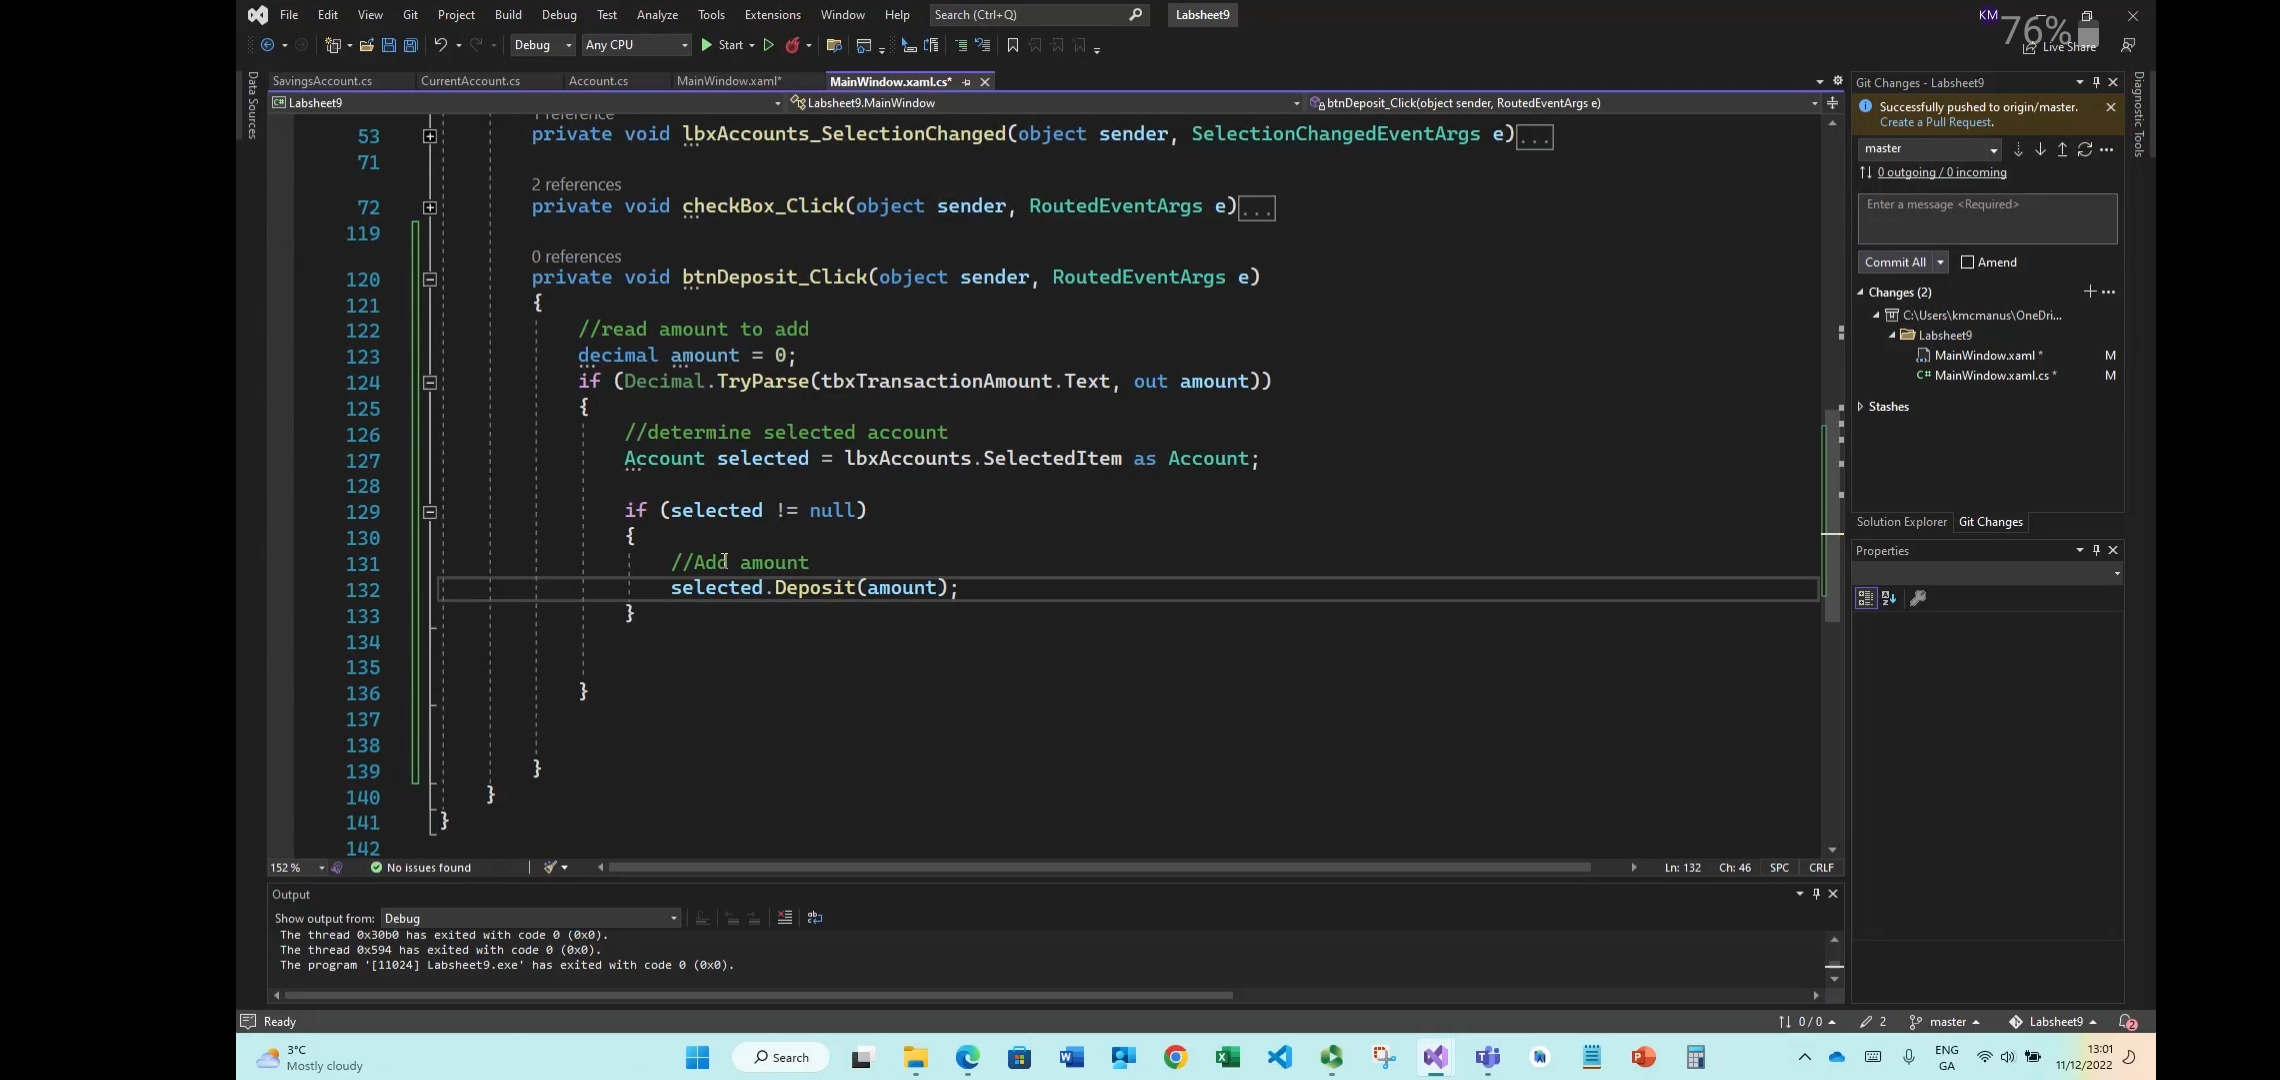 File Edit View Git Project Build Debug Test Analyze Tools Extensions Window Help Search (Ctrl+Q) Labsheet9 KM
76%
Debug Any CPU Start Live Share
SavingsAccount.cs CurrentAccount.cs Account.cs MainWindow.xaml* MainWindow.xaml.cs*
Labsheet9 Labsheet9.MainWindow btnDeposit_Click(object sender, RoutedEventArgs e)
Data Sources
53 private void lbxAccounts_SelectionChanged(object sender, SelectionChangedEventArgs e)...
71
2 references
72 private void checkBox_Click(object sender, RoutedEventArgs e)...
119
0 references
120 private void btnDeposit_Click(object sender, RoutedEventArgs e)
121 {
122 //read amount to add
123 decimal amount = 0;
124 if (Decimal.TryParse(tbxTransactionAmount.Text, out amount))
125 {
126 //determine selected account
127 Account selected = lbxAccounts.SelectedItem as Account;
128
129 if (selected != null)
130 {
131 //Add amount
132 selected.Deposit(amount);
133 }
134
135
136 }
137
138
139 }
140 }
141 }
142
152 % No issues found Ln: 132 Ch: 46 SPC CRLF
Output
Show output from: Debug
The thread 0x30b0 has exited with code 0 (0x0).
The thread 0x594 has exited with code 0 (0x0).
The program '[11024] Labsheet9.exe' has exited with code 0 (0x0).
Git Changes - Labsheet9
Successfully pushed to origin/master.
Create a Pull Request.
master
0 outgoing / 0 incoming
Enter a message <Required>
Commit All Amend
Changes (2)
C:\Users\kmcmanus\OneDri...
Labsheet9
MainWindow.xaml * M
C# MainWindow.xaml.cs * M
Stashes
Solution Explorer Git Changes
Properties
Diagnostic Tools
Ready 0 / 0 2 master Labsheet9 2
3°C
Mostly cloudy
Search
ENG
GA
13:01
11/12/2022